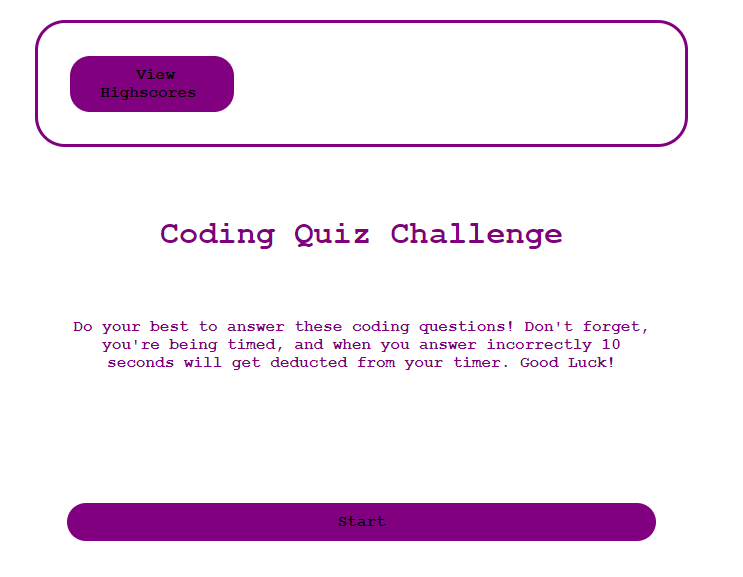 View
Highscores
Coding Quiz Challenge
Do your best to answer these coding questions! Don't forget,
you're being timed, and when you answer incorrectly 10
seconds will get deducted from your timer. Good Luck!
Start